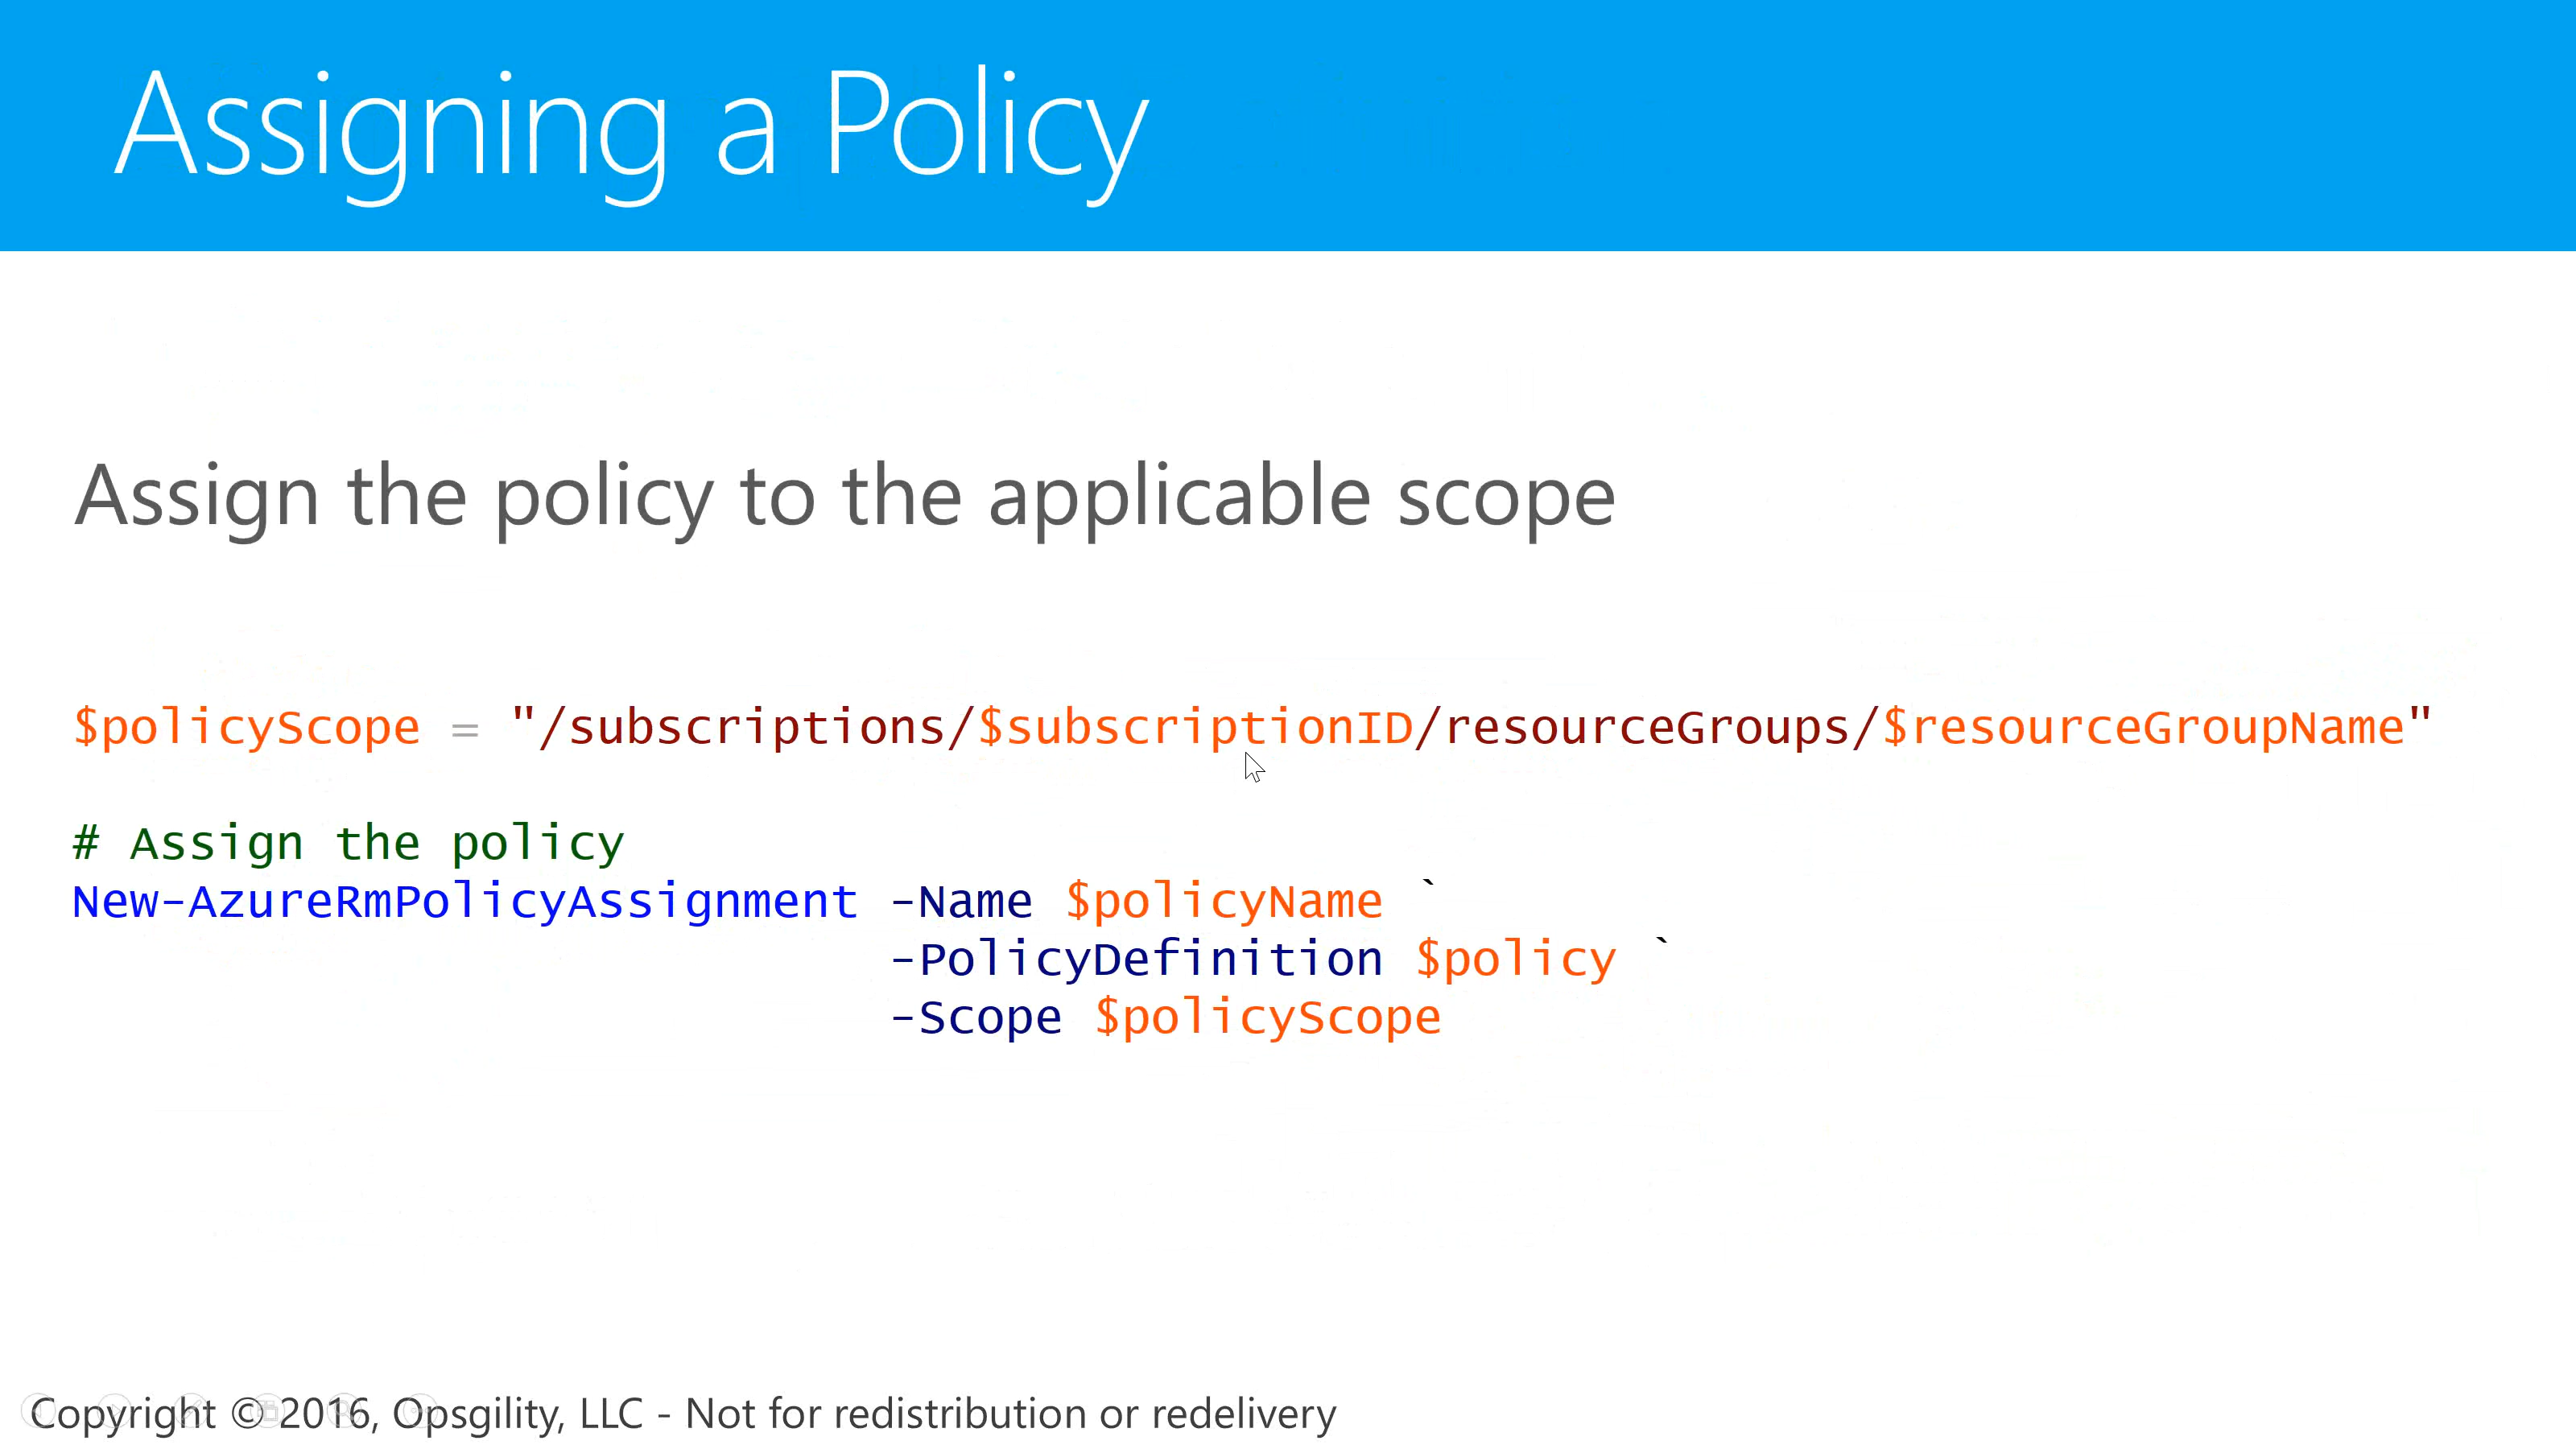 Assigning a Policy
Assign the policy to the applicable scope
$policyScope = "/subscriptions/$subscriptionID/resourceGroups/$resourceGroupName"
# Assign the policy
New-AzureRmPolicyAssignment -Name $policyName `
-PolicyDefinition $policy `
-Scope $policyScope
Copyright © 2016, Opsgility, LLC - Not for redistribution or redelivery